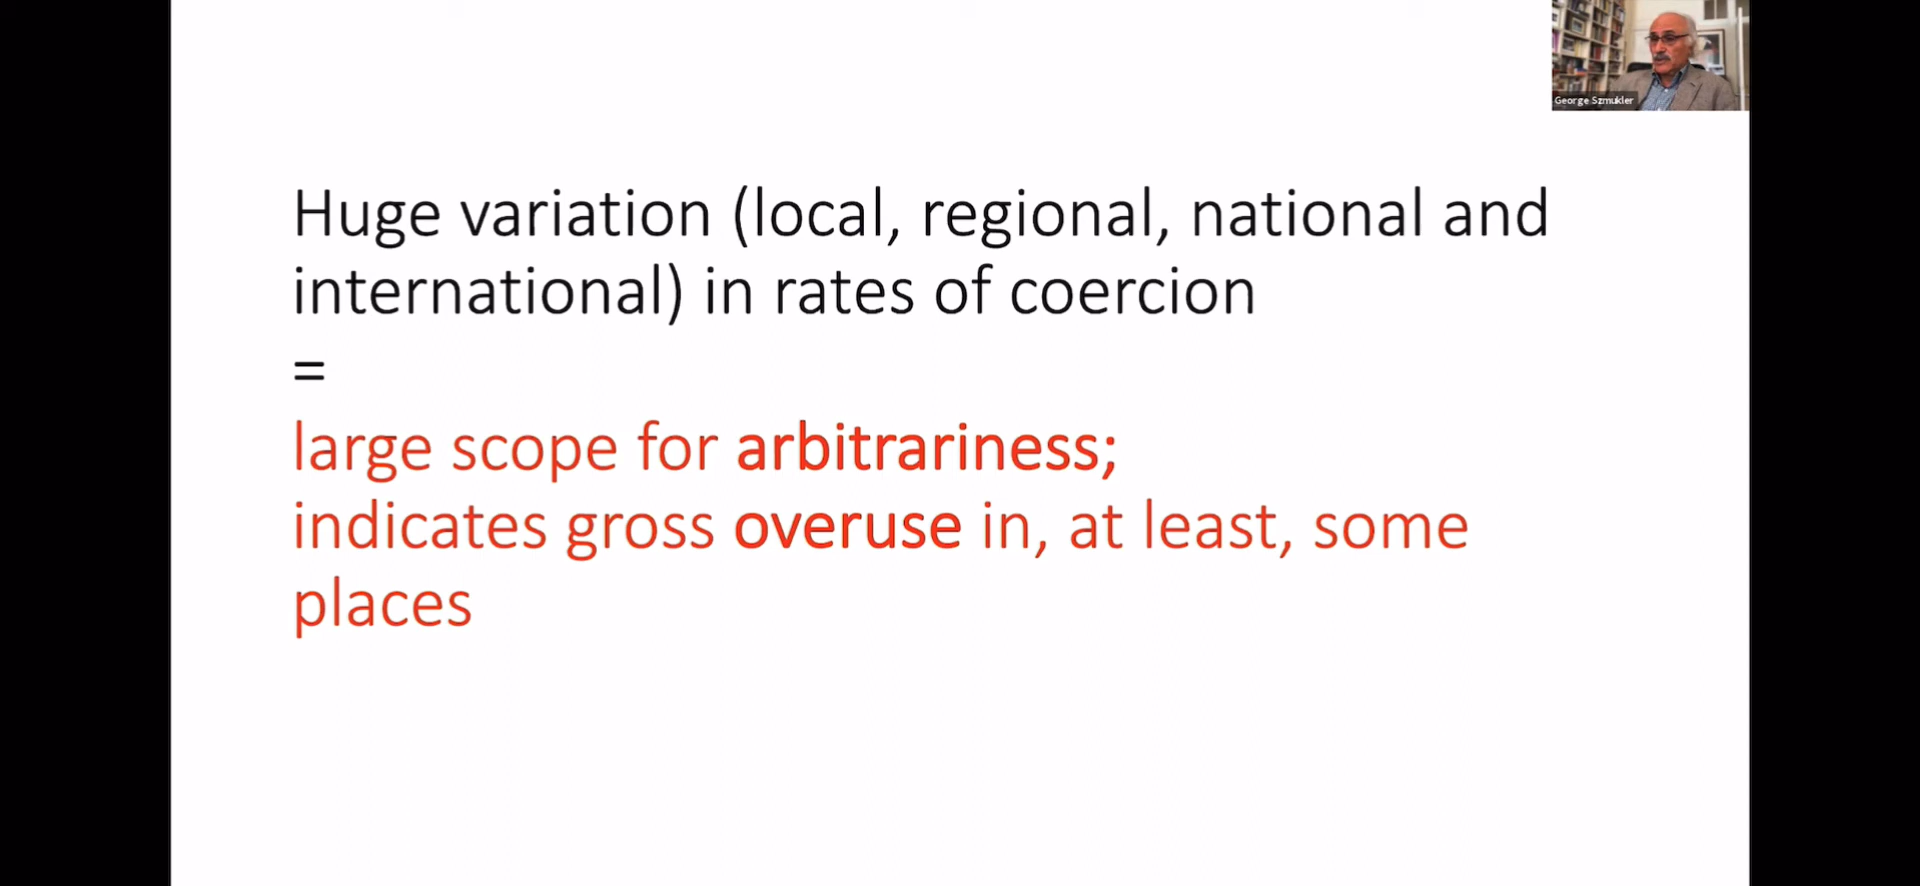 George Szmukler
Huge variation (local, regional, national and
international) in rates of coercion
=
large scope for arbitrariness;
indicates gross overuse in, at least, some
places